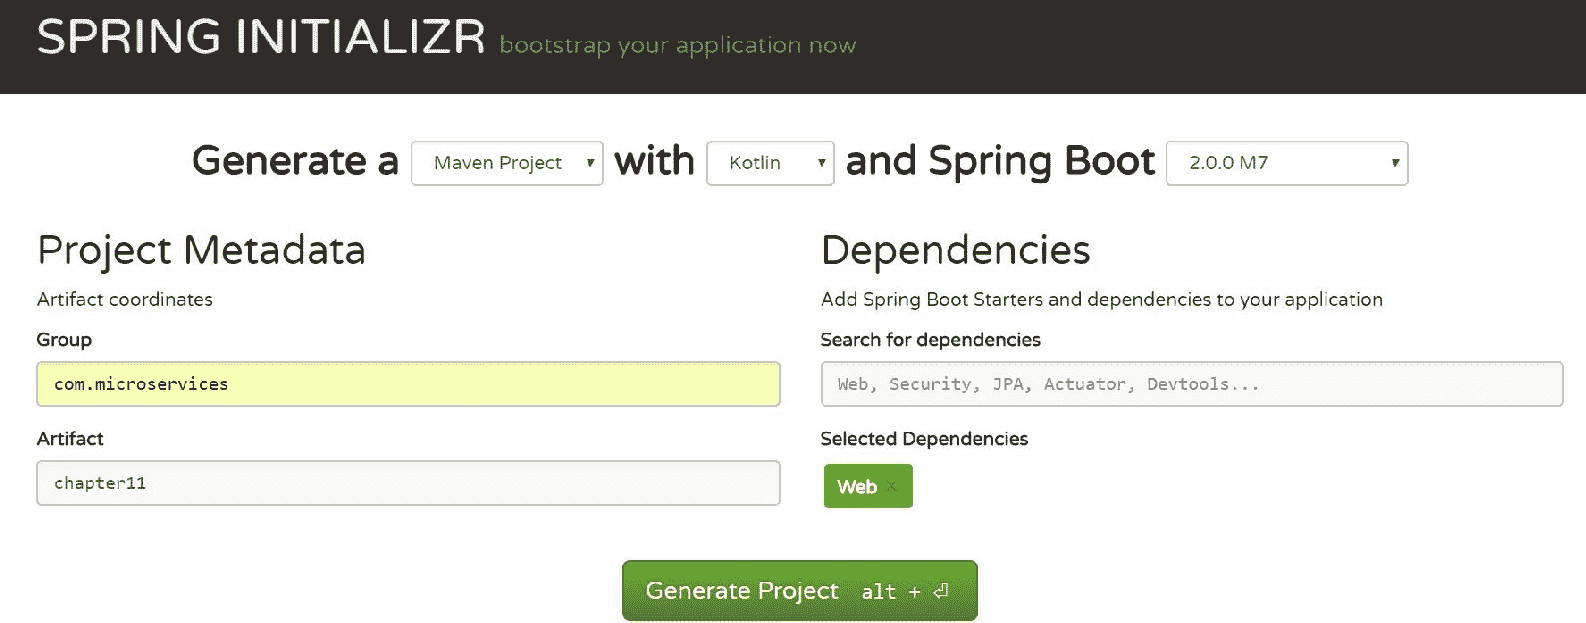 SPRING INITIALIZR bootstrap your application now
Generate a Maven Project with Kotlin and Spring Boot 2.0.0 M7
Project Metadata
Artifact coordinates
Group
com.microservices
Artifact
chapter11
Dependencies
Add Spring Boot Starters and dependencies to your application
Search for dependencies
Web, Security, JPA, Actuator, Devtools...
Selected Dependencies
Web ×
Generate Project alt + ⏎